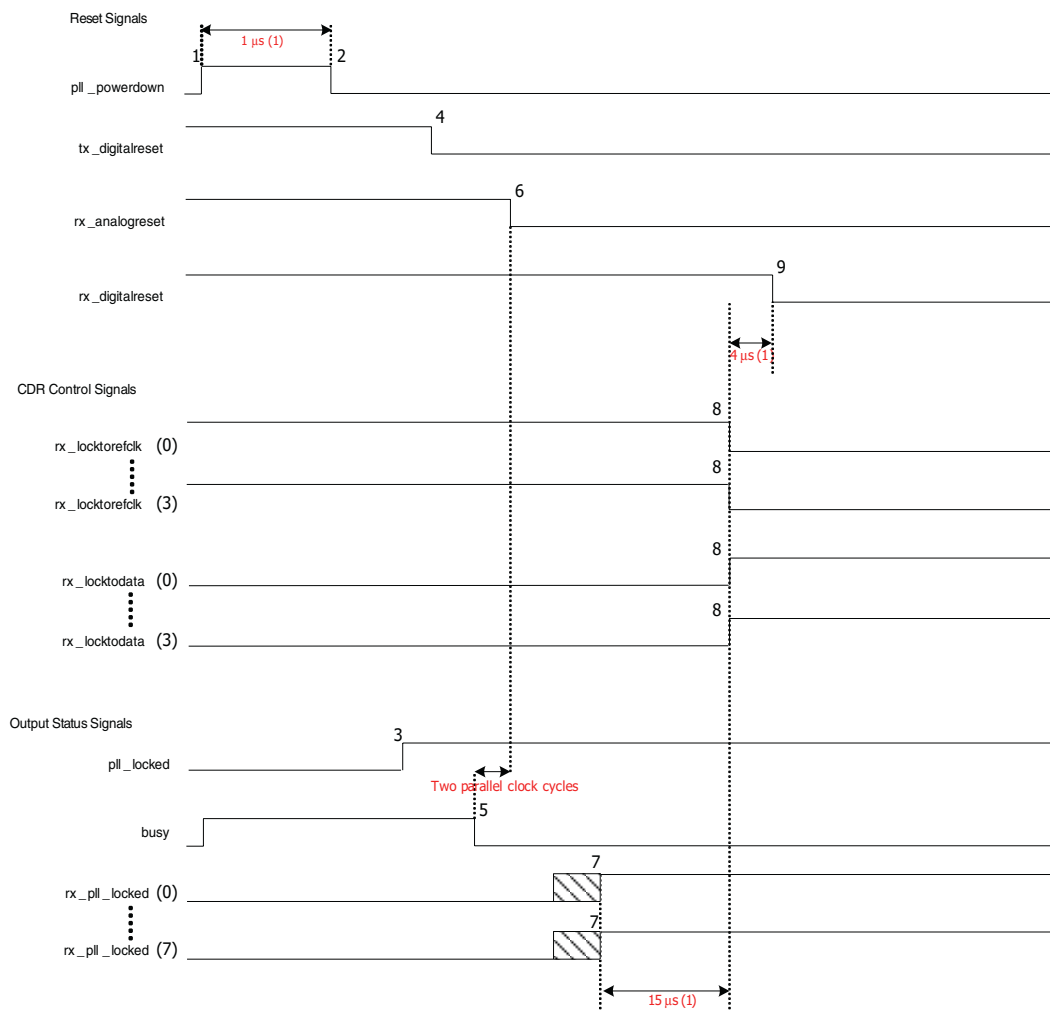 Reset Signals
1 μs (1)
1
2
pll _powerdown
4
tx _digitalreset
6
rx _analogreset
9
rx _digitalreset
4 μs (1)
CDR Control Signals
8
rx _locktorefclk (0)
8
rx _locktorefclk (3)
8
rx _locktodata (0)
8
rx _locktodata (3)
Output Status Signals
3
pll _locked
Two parallel clock cycles
5
busy
7
rx _pll _locked (0)
7
rx _pll _locked (7)
15 μs (1)